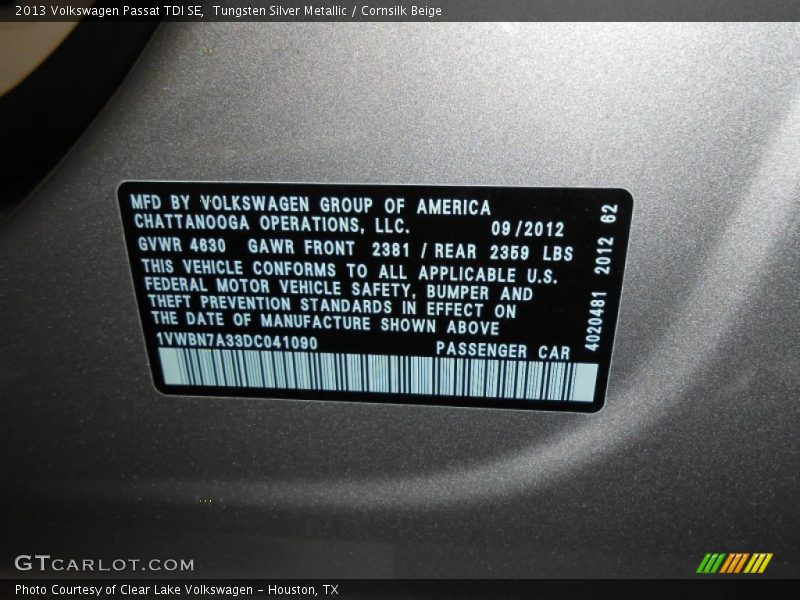 2013 Volkswagen Passat TDI SE, Tungsten Silver Metallic / Cornsilk Beige
MFD BY VOLKSWAGEN GROUP OF AMERICA
CHATTANOOGA OPERATIONS, LLC. 09/2012
GVWR 4630 GAWR FRONT 2381 / REAR 2359 LBS
THIS VEHICLE CONFORMS TO ALL APPLICABLE U.S.
FEDERAL MOTOR VEHICLE SAFETY, BUMPER AND
THEFT PREVENTION STANDARDS IN EFFECT ON
THE DATE OF MANUFACTURE SHOWN ABOVE
1VWBN7A33DC041090 PASSENGER CAR
4020481 2012 62
GTCARLOT.COM
Photo Courtesy of Clear Lake Volkswagen - Houston, TX